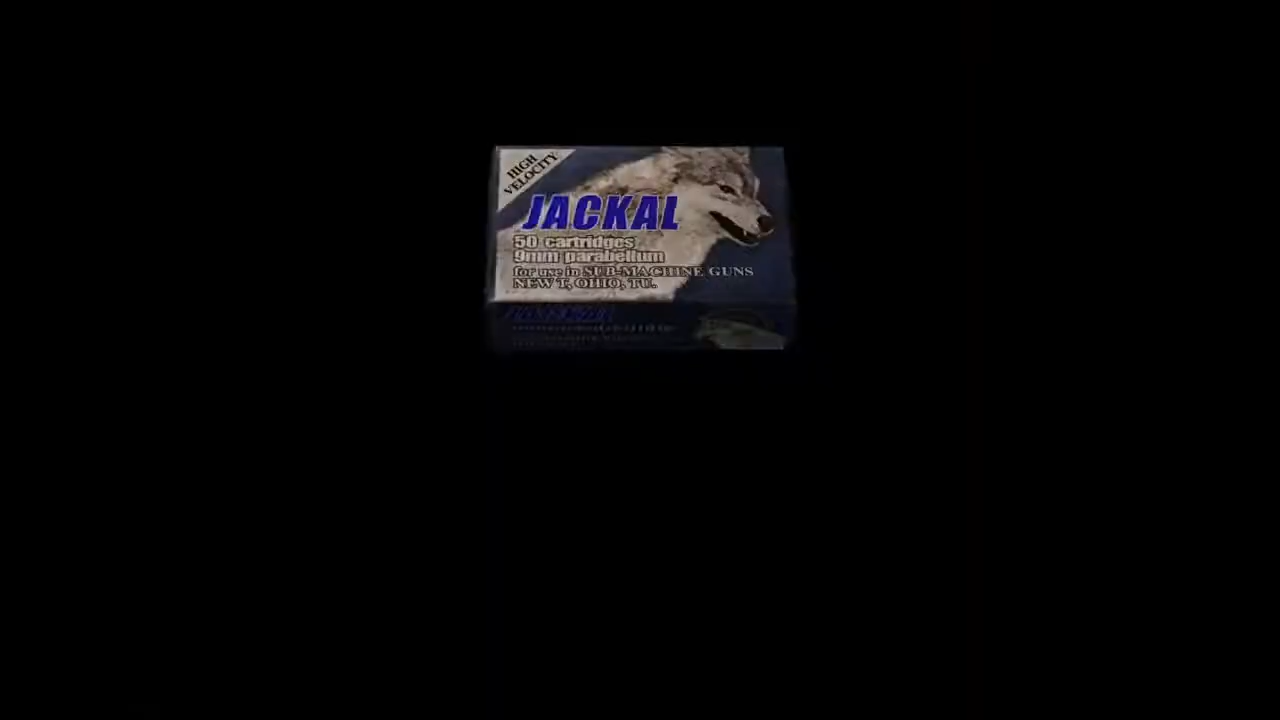 HIGH
VELOCITY
JACKAL
50 cartridges
9mm parabellum
for use in SUB-MACHINE GUNS
NEW T, OHIO, TU.